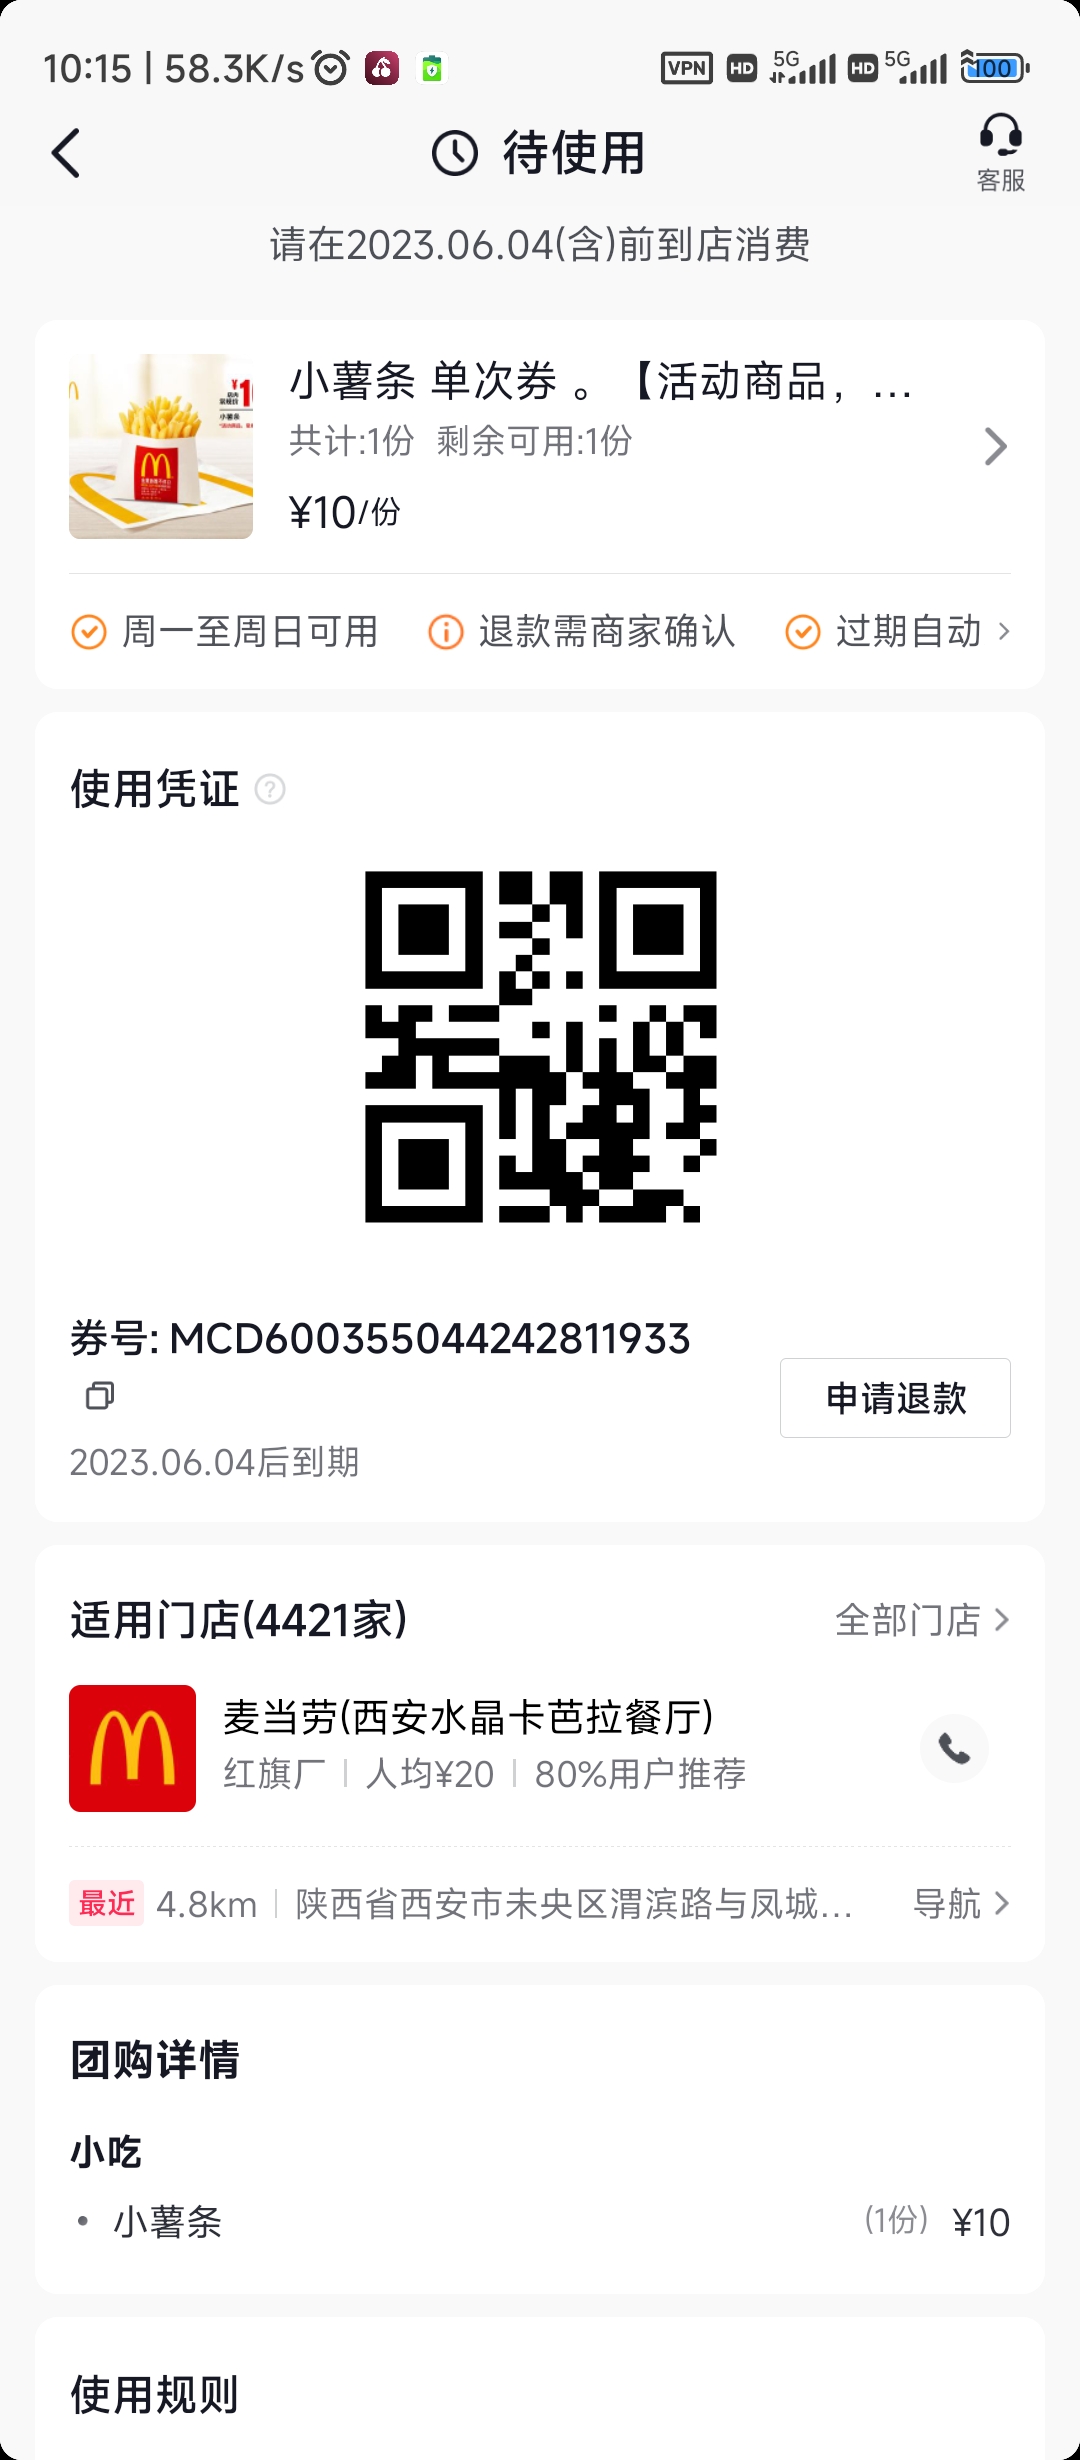 10:15 | 58.3K/s VPN HD 5G HD 5G 100
待使用
客服
请在2023.06.04(含)前到店消费
小薯条 单次券 。【活动商品，...
共计:1份 剩余可用:1份
¥10/份
周一至周日可用 退款需商家确认 过期自动
使用凭证
券号: MCD600355044242811933
申请退款
2023.06.04后到期
适用门店(4421家) 全部门店
麦当劳(西安水晶卡芭拉餐厅)
红旗厂 人均¥20 80%用户推荐
最近 4.8km 陕西省西安市未央区渭滨路与凤城... 导航
团购详情
小吃
• 小薯条 (1份) ¥10
使用规则